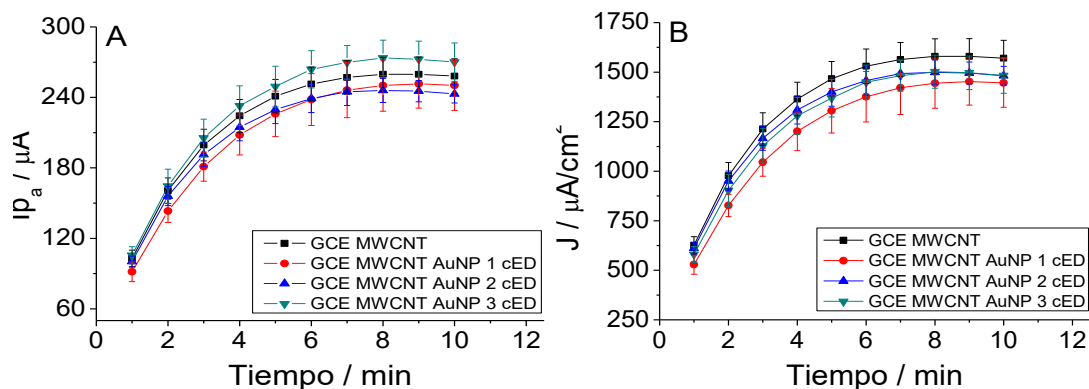 A
300
240
180
120
60
ip_a / μA
0 2 4 6 8 10 12
Tiempo / min
GCE MWCNT
GCE MWCNT AuNP 1 cED
GCE MWCNT AuNP 2 cED
GCE MWCNT AuNP 3 cED
B
1750
1500
1250
1000
750
500
250
J / μA/cm²
0 2 4 6 8 10 12
Tiempo / min
GCE MWCNT
GCE MWCNT AuNP 1 cED
GCE MWCNT AuNP 2 cED
GCE MWCNT AuNP 3 cED